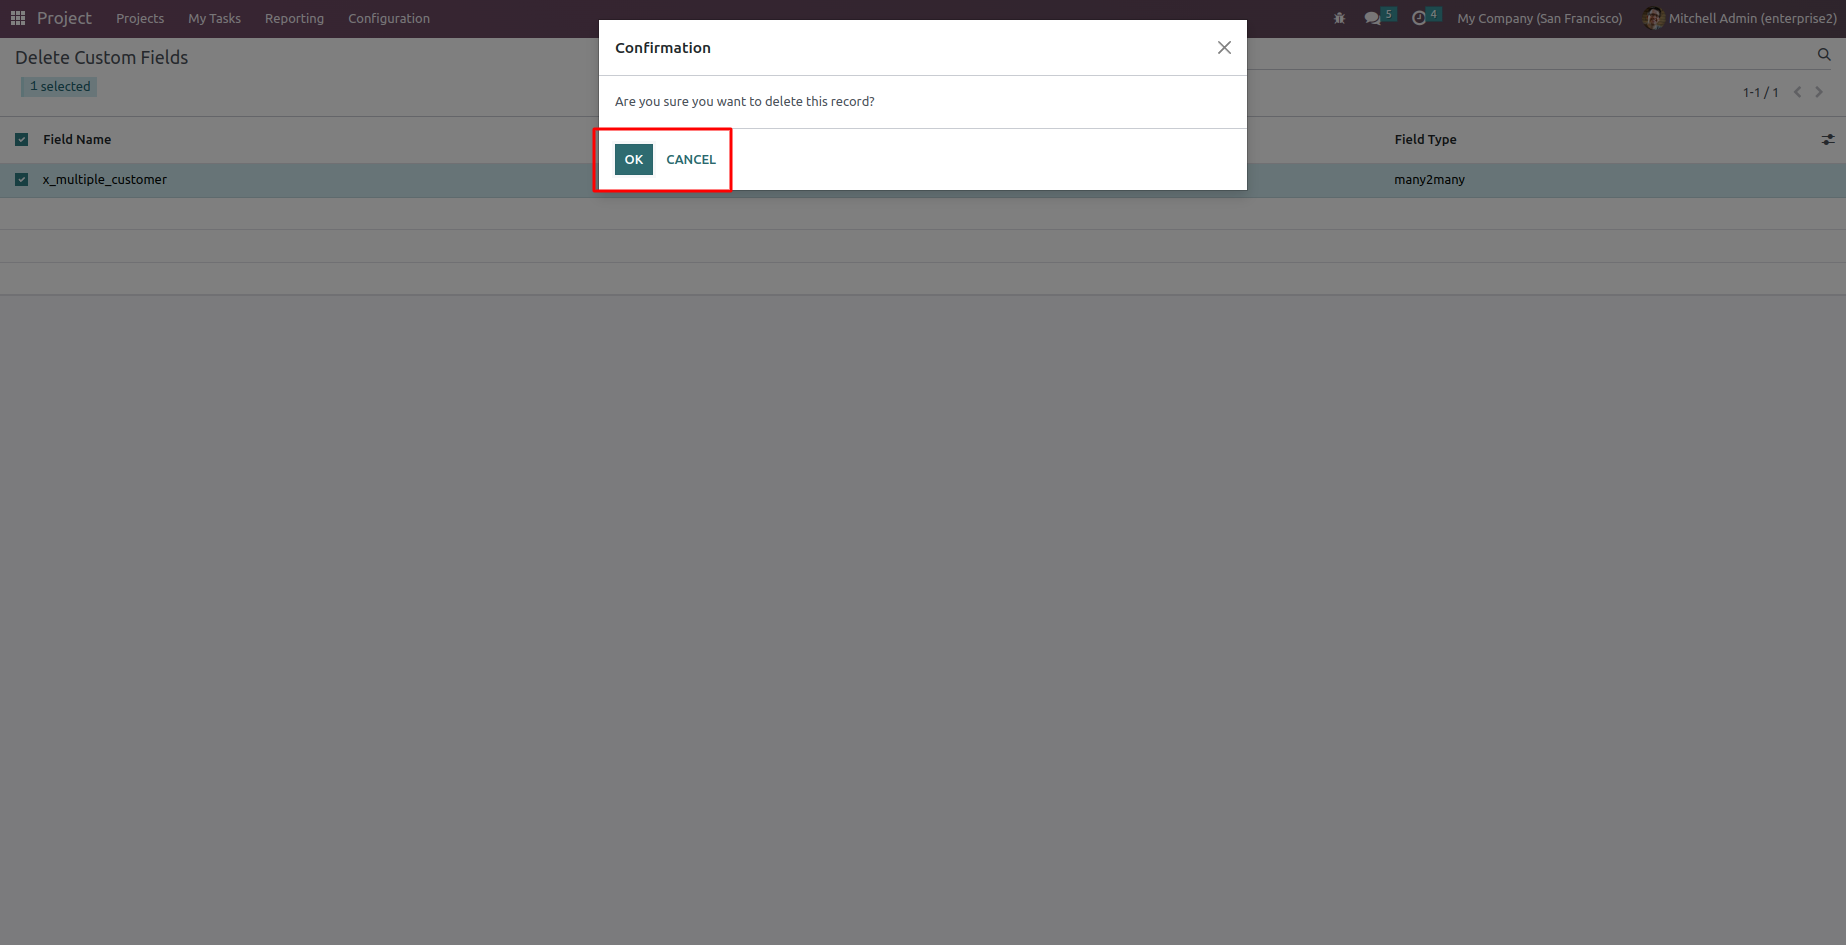 Project Projects My Tasks Reporting Configuration 5 4 My Company (San Francisco) Mitchell Admin (enterprise2)
Confirmation
Delete Custom Fields
1 selected
1-1 / 1
Are you sure you want to delete this record?
Field Name Field Type
OK CANCEL
x_multiple_customer many2many